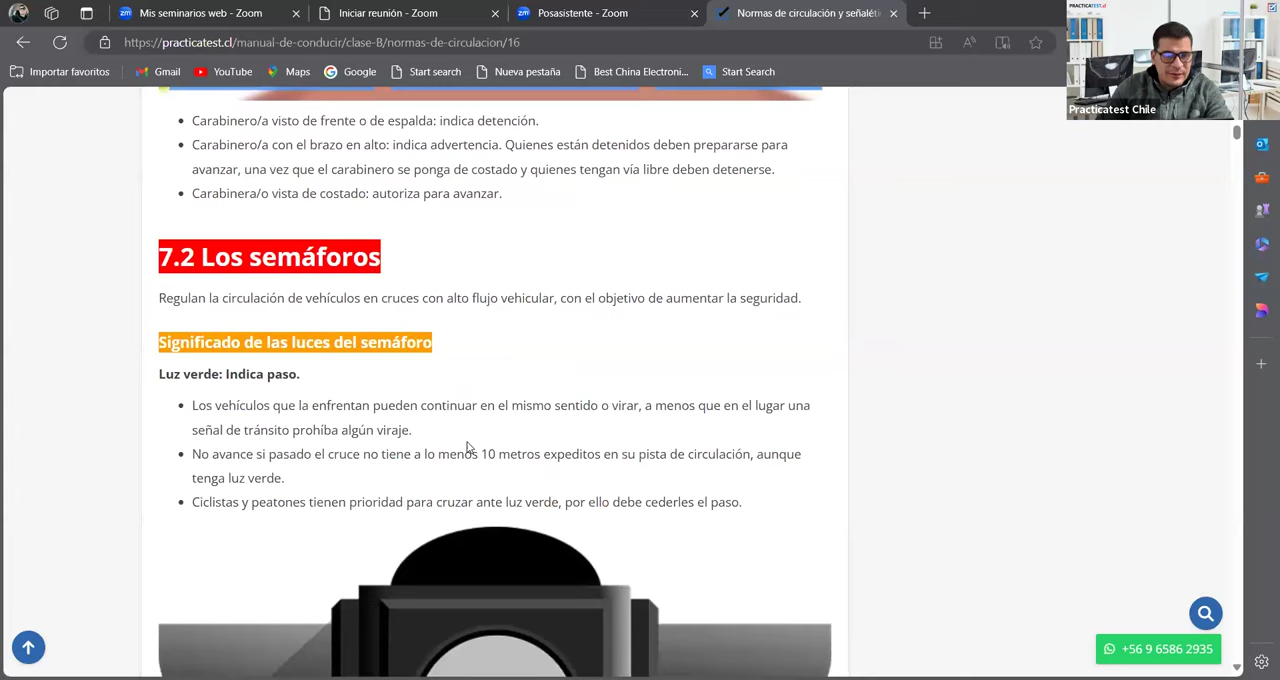 Mis seminarios web - Zoom
Iniciar reunión - Zoom
Posasistente - Zoom
Normas de circulación y señaléti
https://practicatest.cl/manual-de-conducir/clase-B/normas-de-circulacion/16
Importar favoritos
Gmail
YouTube
Maps
Google
Start search
Nueva pestaña
Best China Electroni...
Start Search
PRACTICATEST.cl
Practicatest Chile
Carabinero/a visto de frente o de espalda: indica detención.
Carabinero/a con el brazo en alto: indica advertencia. Quienes están detenidos deben prepararse para
avanzar, una vez que el carabinero se ponga de costado y quienes tengan vía libre deben detenerse.
Carabinera/o vista de costado: autoriza para avanzar.
7.2 Los semáforos
Regulan la circulación de vehículos en cruces con alto flujo vehicular, con el objetivo de aumentar la seguridad.
Significado de las luces del semáforo
Luz verde: Indica paso.
Los vehículos que la enfrentan pueden continuar en el mismo sentido o virar, a menos que en el lugar una
señal de tránsito prohíba algún viraje.
No avance si pasado el cruce no tiene a lo menos 10 metros expeditos en su pista de circulación, aunque
tenga luz verde.
Ciclistas y peatones tienen prioridad para cruzar ante luz verde, por ello debe cederles el paso.
+56 9 6586 2935